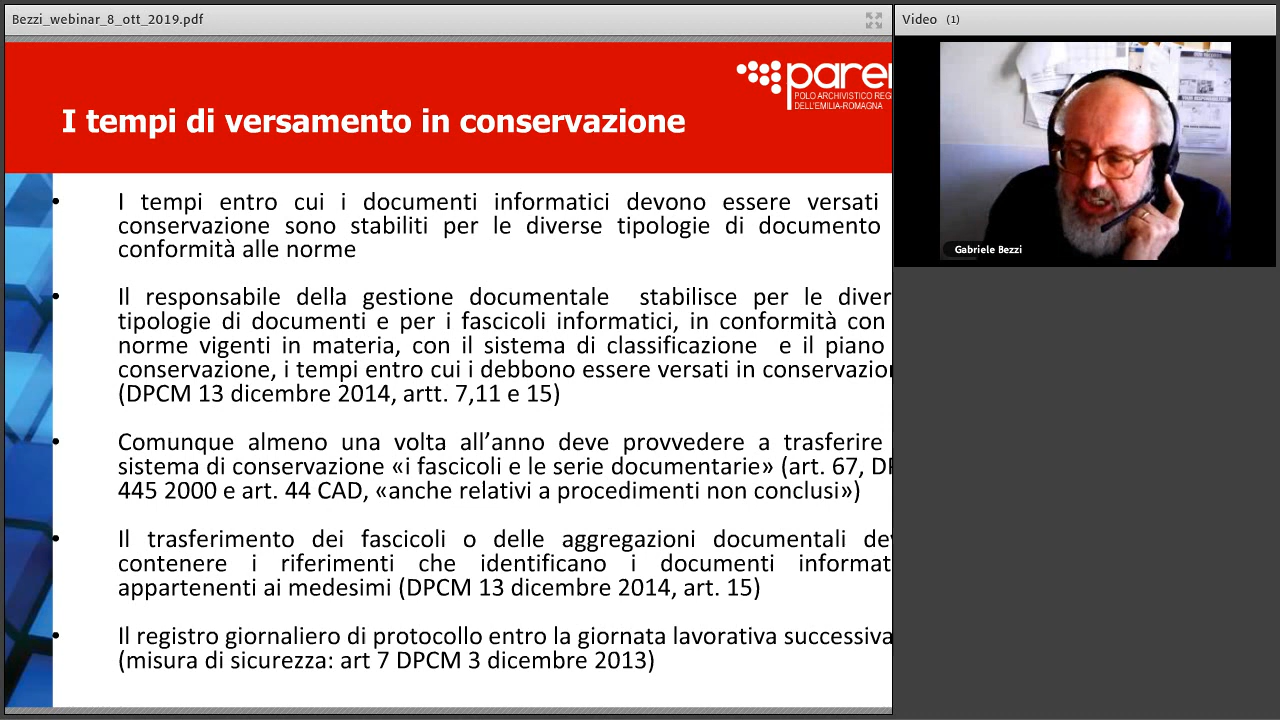 Bezzi_webinar_8_ott_2019.pdf
Video (1)
POLO ARCHIVISTICO REG
DELL'EMILIA-ROMAGNA
I tempi di versamento in conservazione
Gabriele Bezzi
• I tempi entro cui i documenti informatici devono essere versati
conservazione sono stabiliti per le diverse tipologie di documento
conformità alle norme
• Il responsabile della gestione documentale stabilisce per le diver
tipologie di documenti e per i fascicoli informatici, in conformità con
norme vigenti in materia, con il sistema di classificazione e il piano
conservazione, i tempi entro cui i debbono essere versati in conservazion
(DPCM 13 dicembre 2014, artt. 7,11 e 15)
• Comunque almeno una volta all’anno deve provvedere a trasferire
sistema di conservazione «i fascicoli e le serie documentarie» (art. 67,
445 2000 e art. 44 CAD, «anche relativi a procedimenti non conclusi»)
• Il trasferimento dei fascicoli o delle aggregazioni documentali dev
contenere i riferimenti che identificano i documenti informat
appartenenti ai medesimi (DPCM 13 dicembre 2014, art. 15)
• Il registro giornaliero di protocollo entro la giornata lavorativa successiva
(misura di sicurezza: art 7 DPCM 3 dicembre 2013)